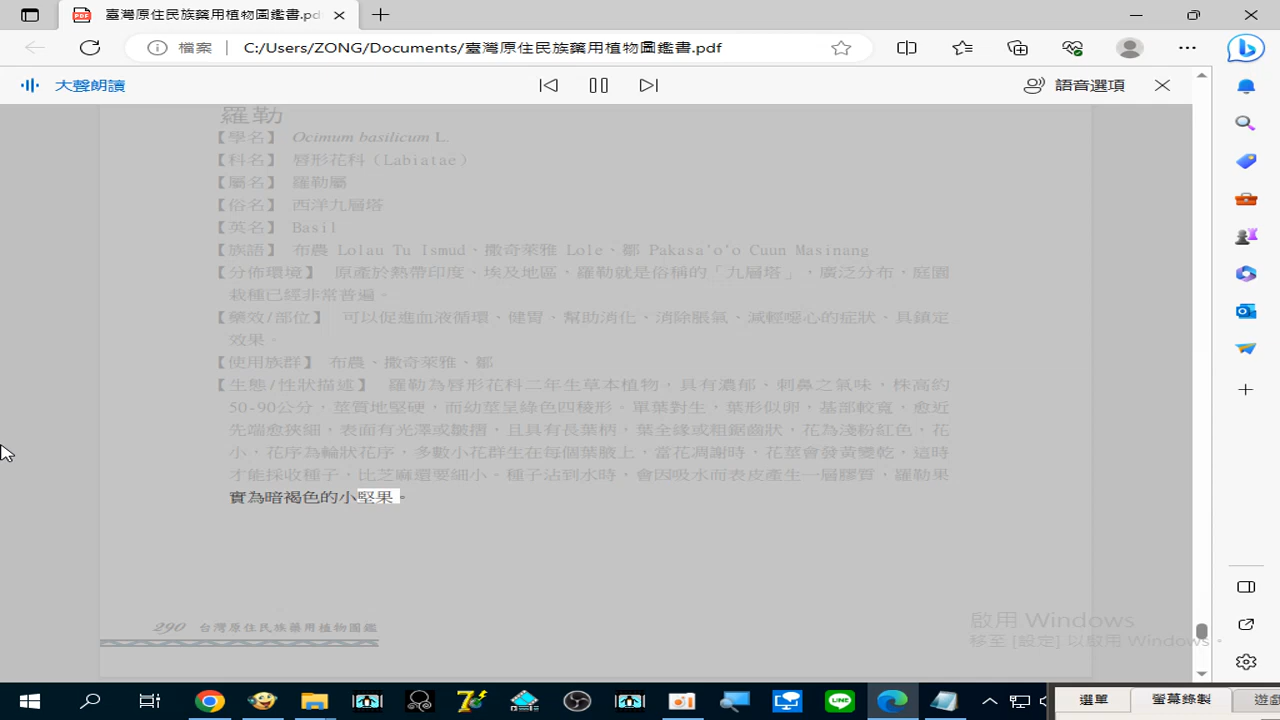 臺灣原住民族藥用植物圖鑑書.pd
檔案 C:/Users/ZONG/Documents/臺灣原住民族藥用植物圖鑑書.pdf
大聲朗讀
語音選項
羅勒
【學名】 Ocimum basilicum L.
【科名】 唇形花科（Labiatae）
【屬名】 羅勒屬
【俗名】 西洋九層塔
【英名】 Basil
【族語】 布農 Lolau Tu Ismud、撒奇萊雅 Lole、鄒 Pakasa'o'o Cuun Masinang
【分佈環境】 原產於熱帶印度、埃及地區、羅勒就是俗稱的「九層塔」，廣泛分布，庭園
栽種已經非常普遍。
【藥效/部位】 可以促進血液循環、健胃、幫助消化、消除脹氣、減輕噁心的症狀、具鎮定
效果。
【使用族群】 布農、撒奇萊雅、鄒
【生態/性狀描述】 羅勒為唇形花科二年生草本植物，具有濃郁、刺鼻之氣味，株高約
50-90公分，莖質地堅硬，而幼莖呈綠色四稜形。單葉對生，葉形似卵，基部較寬，愈近
先端愈狹細，表面有光澤或皺摺，且具有長葉柄，葉全緣或粗鋸齒狀，花為淺粉紅色，花
小，花序為輪狀花序，多數小花群生在每個葉腋上，當花凋謝時，花莖會發黃變乾，這時
才能採收種子，比芝麻還要細小。種子沾到水時，會因吸水而表皮產生一層膠質，羅勒果
實為暗褐色的小堅果。
290 台灣原住民族藥用植物圖鑑
啟用 Windows
移至 [設定] 以啟用 Windows。
選單 螢幕錄製 遊戲